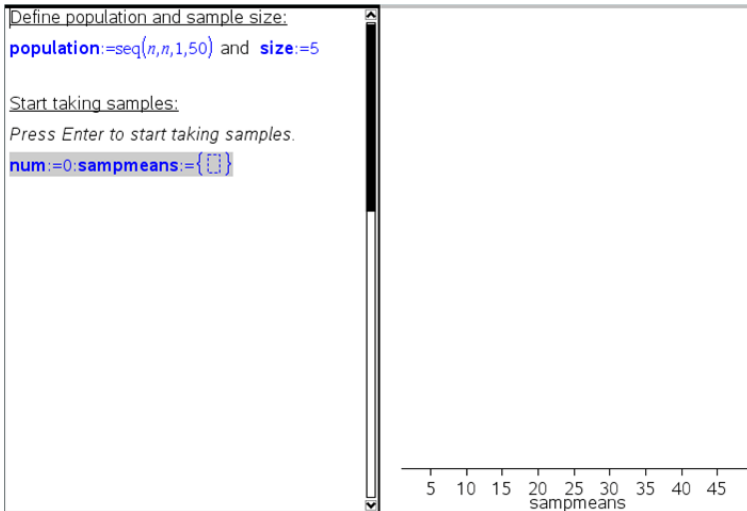 Define population and sample size:
population:=seq(n,n,1,50) and size:=5
Start taking samples:
Press Enter to start taking samples.
num:=0:sampmeans:={⬚}
5 10 15 20 25 30 35 40 45
sampmeans